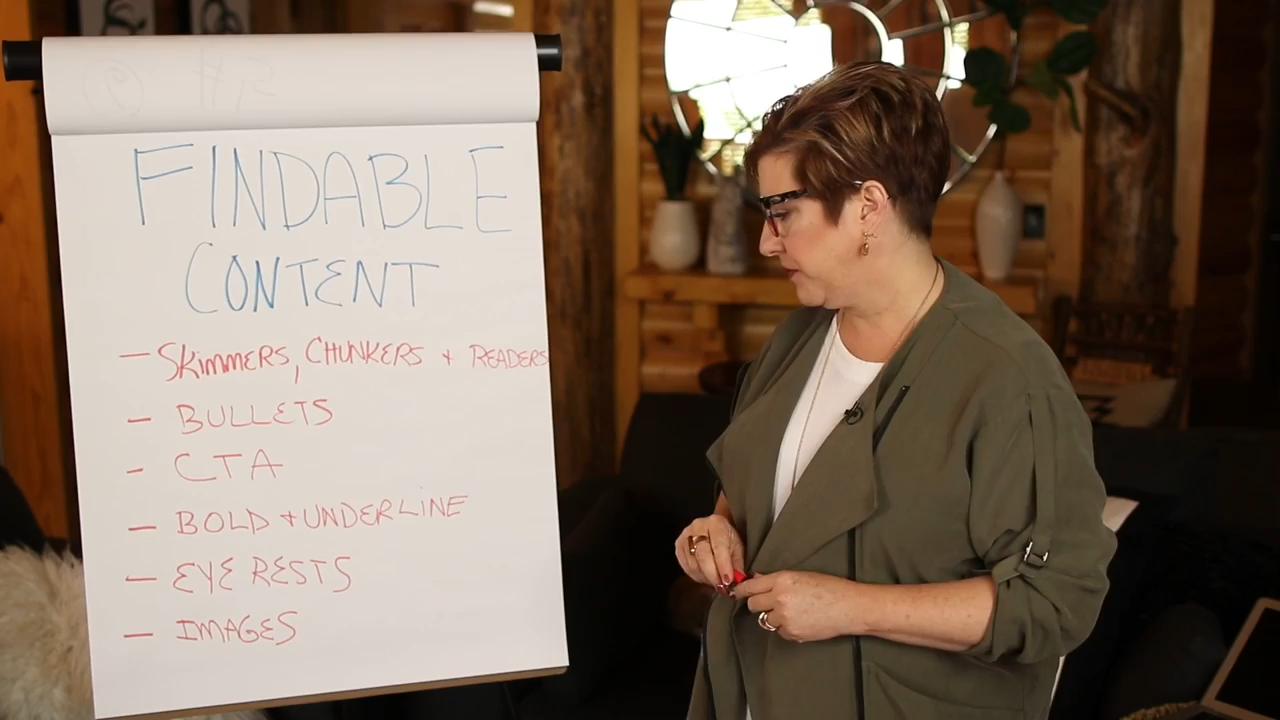 FINDABLE
CONTENT
- SKimmERS, CHUNKERS + READERS
- BULLETS
- CTA
- BOLD + UNDERLiNE
- EYE RESTS
- IMAGES